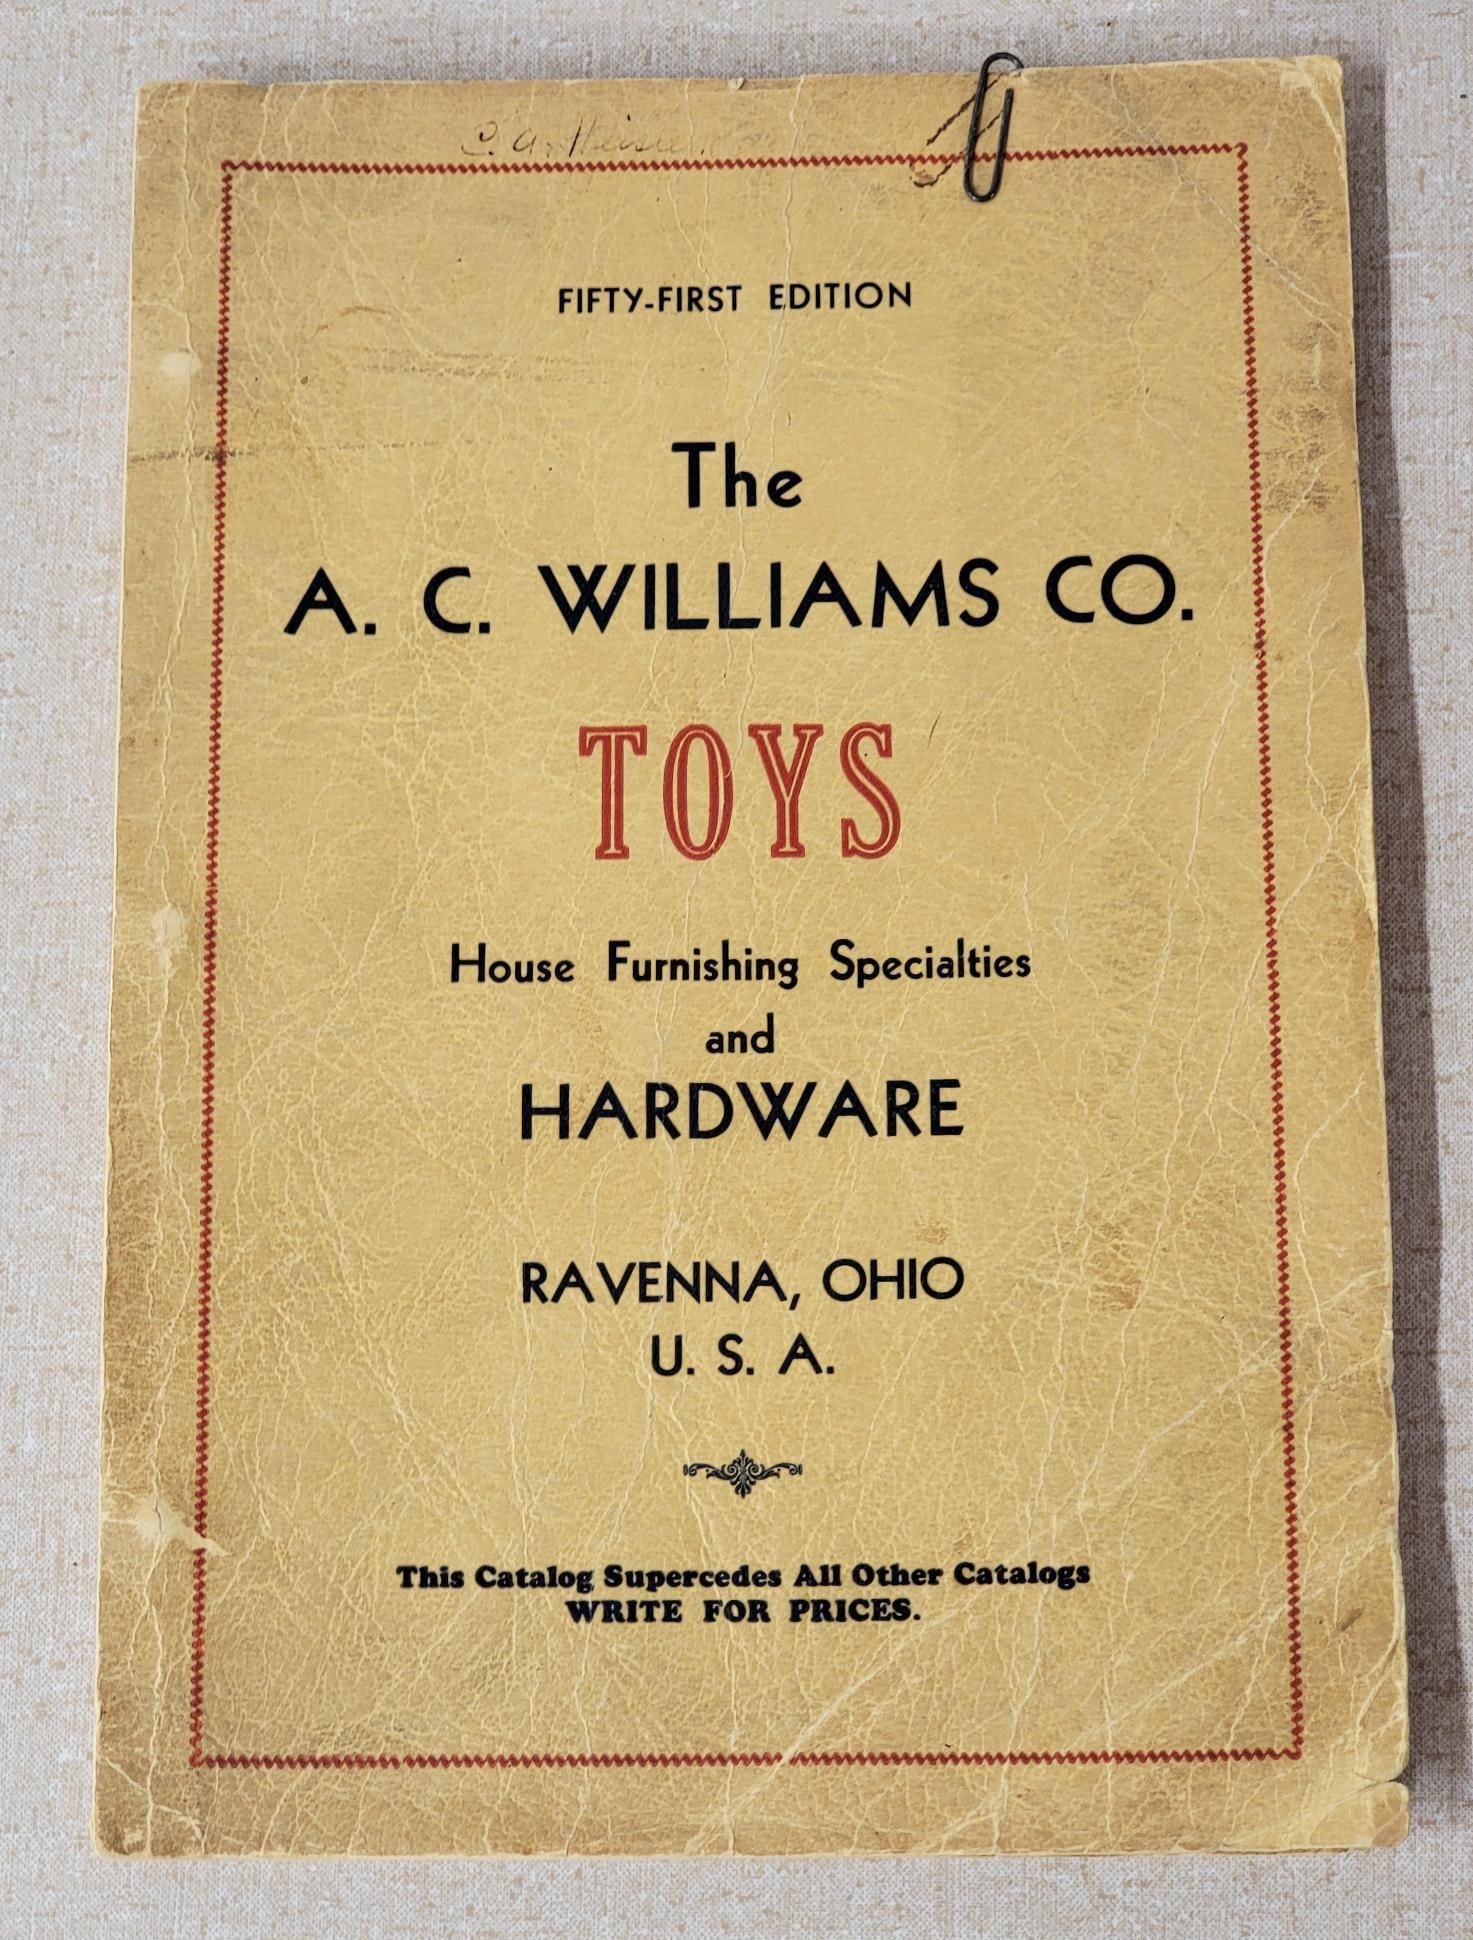 C. A.
FIFTY-FIRST EDITION
The
A. C. WILLIAMS CO.
TOYS
House Furnishing Specialties
and
HARDWARE
RAVENNA, OHIO
U. S. A.
This Catalog Supercedes All Other Catalogs
WRITE FOR PRICES.